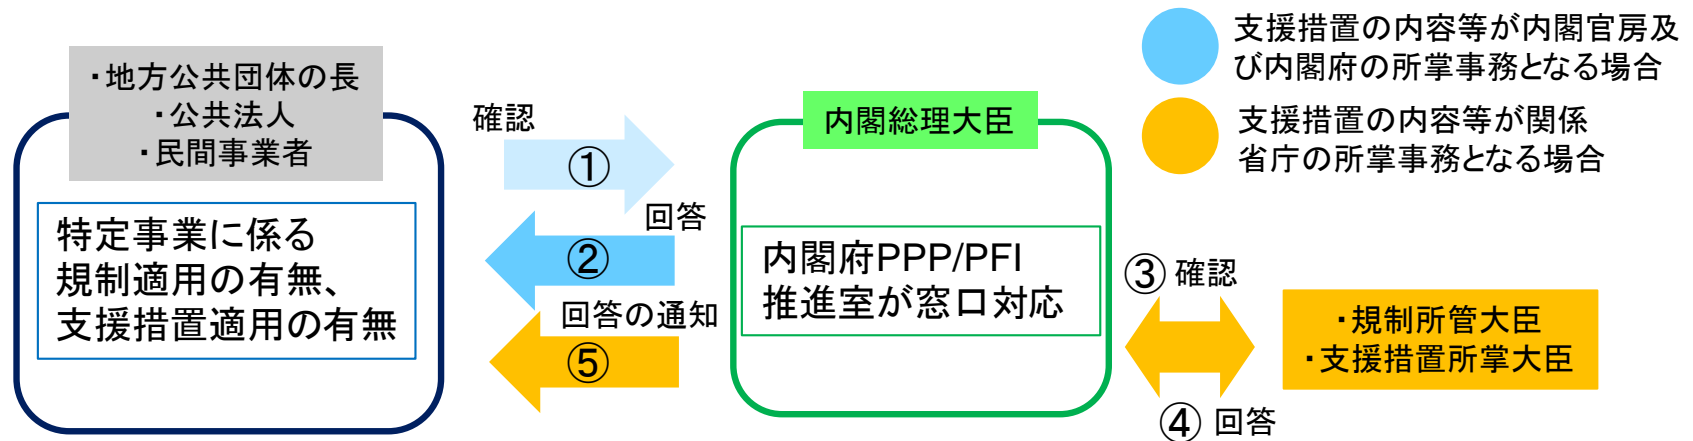 ・地方公共団体の長
・公共法人
・民間事業者
特定事業に係る
規制適用の有無、
支援措置適用の有無
確認
①
回答
②
回答の通知
⑤
内閣総理大臣
内閣府PPP/PFI
推進室が窓口対応
支援措置の内容等が内閣官房及
び内閣府の所掌事務となる場合
支援措置の内容等が関係
省庁の所掌事務となる場合
③ 確認
④ 回答
・規制所管大臣
・支援措置所掌大臣